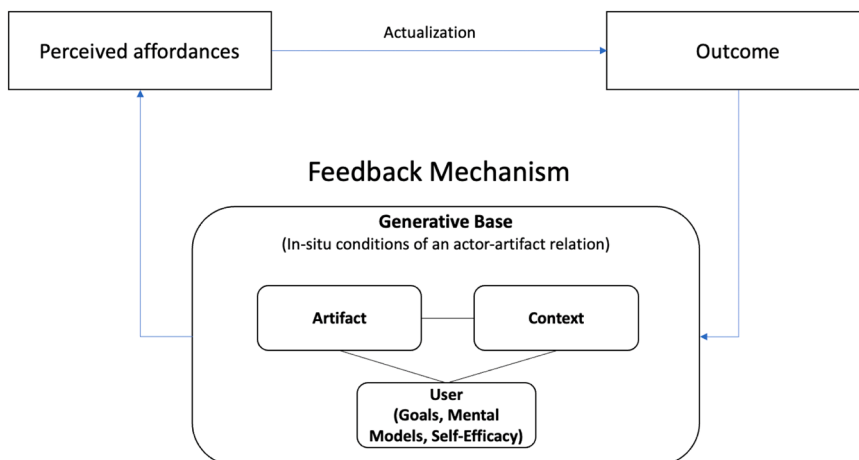 Perceived affordances
Actualization
Outcome
Feedback Mechanism
Generative Base
(In-situ conditions of an actor-artifact relation)
Artifact
Context
User
(Goals, Mental
Models, Self-Efficacy)